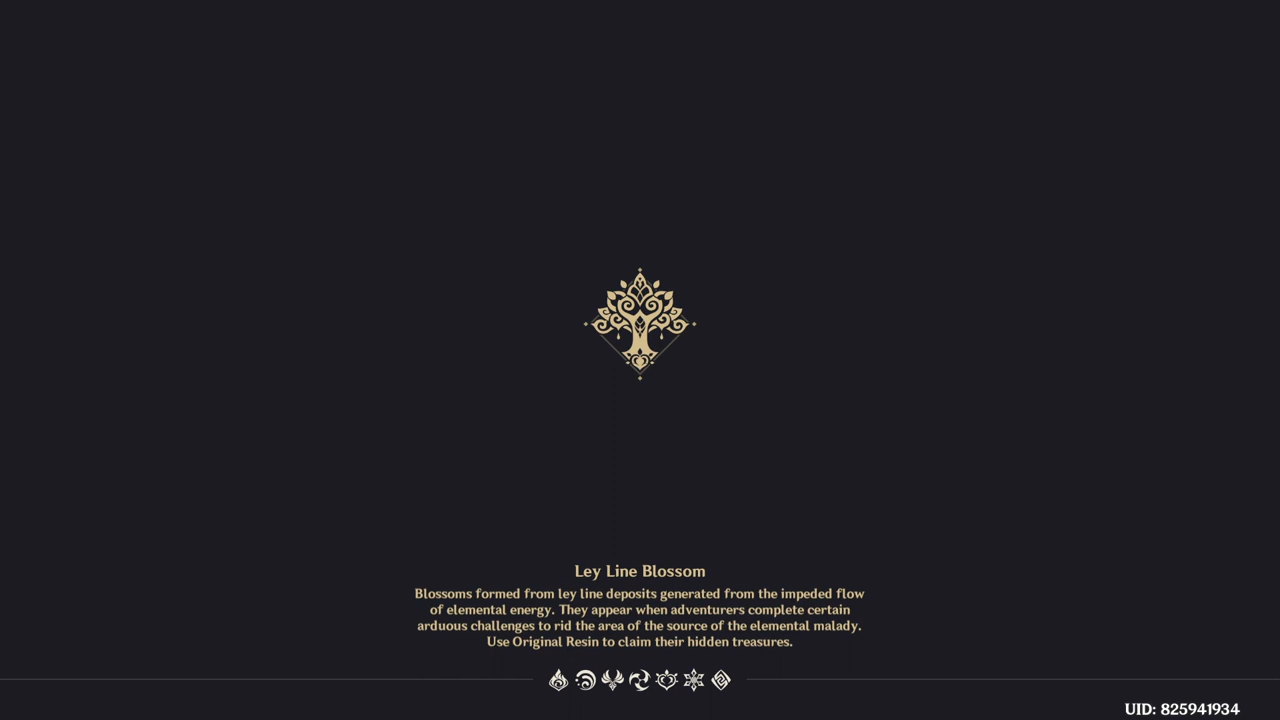 Ley Line Blossom
Blossoms formed from ley line deposits generated from the impeded flow
of elemental energy. They appear when adventurers complete certain
arduous challenges to rid the area of the source of the elemental malady.
Use Original Resin to claim their hidden treasures.
UID: 825941934